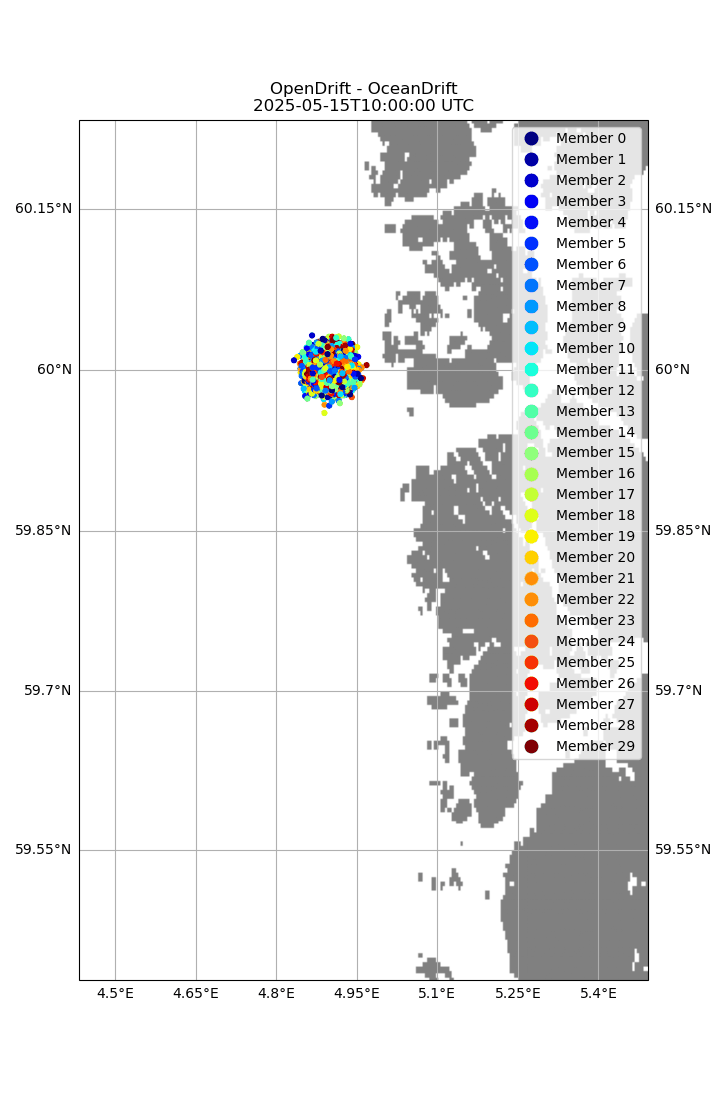 OpenDrift - OceanDrift
2025-05-15T10:00:00 UTC
Member 0
Member 1
Member 2
Member 3
Member 4
Member 5
Member 6
Member 7
Member 8
Member 9
Member 10
Member 11
Member 12
Member 13
Member 14
Member 15
Member 16
Member 17
Member 18
Member 19
Member 20
Member 21
Member 22
Member 23
Member 24
Member 25
Member 26
Member 27
Member 28
Member 29
60.15°N 60.15°N
60°N 60°N
59.85°N 59.85°N
59.7°N 59.7°N
59.55°N 59.55°N
4.5°E 4.65°E 4.8°E 4.95°E 5.1°E 5.25°E 5.4°E